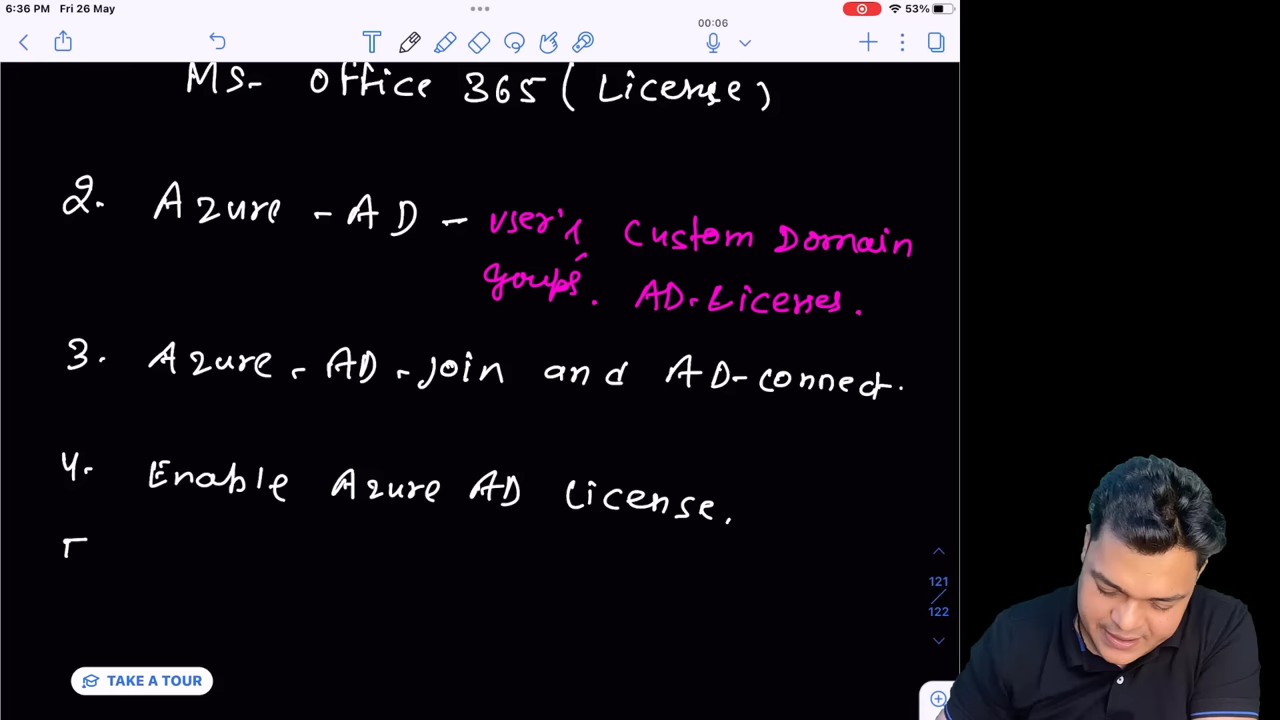 6:36 PM Fri 26 May
53%
00:06
MS- Office 365 (License)
2. Azure - AD - user's, Custom Domain
groups. AD-Licenses.
3. Azure - AD - join and AD-connect.
4. Enable Azure AD License.
121
122
TAKE A TOUR